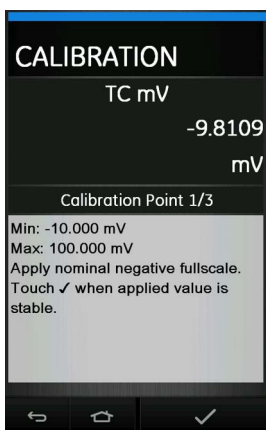 CALIBRATION
TC mV
-9.8109
mV
Calibration Point 1/3
Min: -10.000 mV
Max: 100.000 mV
Apply nominal negative fullscale.
Touch ✓ when applied value is
stable.